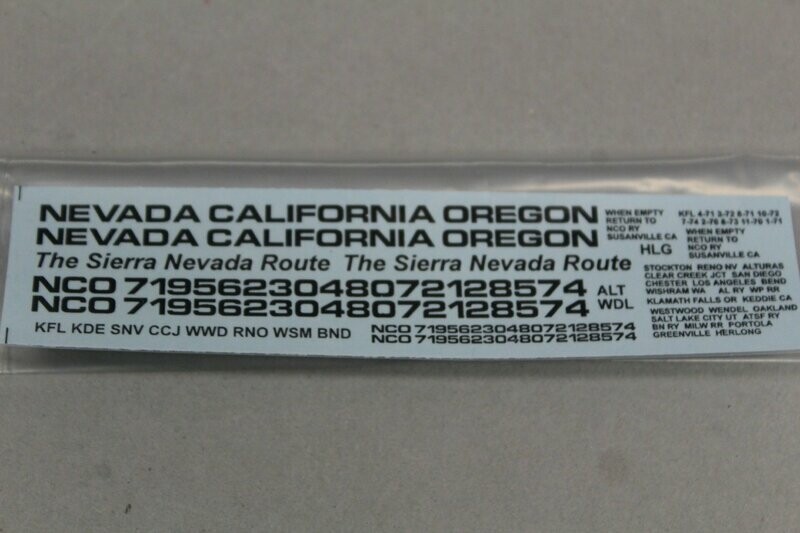 NEVADA CALIFORNIA OREGON
NEVADA CALIFORNIA OREGON
The Sierra Nevada Route The Sierra Nevada Route
NCO 7195623048072128574 ALT
NCO 7195623048072128574 WDL
KFL KDE SNV CCJ WWD RNO WSM BND
NCO 7195623048072128574
NCO 7195623048072128574
WHEN EMPTY
RETURN TO
NCO RY
SUSANVILLE CA
HLG
KFL 4-71 3-72 8-71 10-72
7-74 2-70 8-73 11-70 1-71
WHEN EMPTY
RETURN TO
NCO RY
SUSANVILLE CA
STOCKTON RENO NV ALTURAS
CLEAR CREEK JCT SAN DIEGO
CHESTER LOS ANGELES BEND
WISHRAM WA AL RY WP RR
KLAMATH FALLS OR KEDDIE CA
WESTWOOD WENDEL OAKLAND
SALT LAKE CITY UT ATSF RY
BN RY MILW RR PORTOLA
GREENVILLE HERLONG